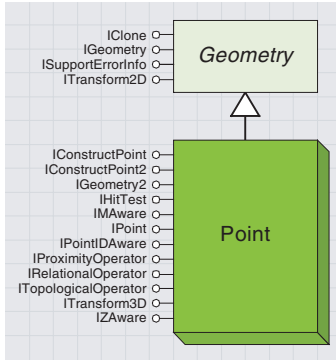 IClone
IGeometry
ISupportErrorInfo
ITransform2D
Geometry
IConstructPoint
IConstructPoint2
IGeometry2
IHitTest
IMAware
IPoint
IPointIDAware
IProximityOperator
IRelationalOperator
ITopologicalOperator
ITransform3D
IZAware
Point